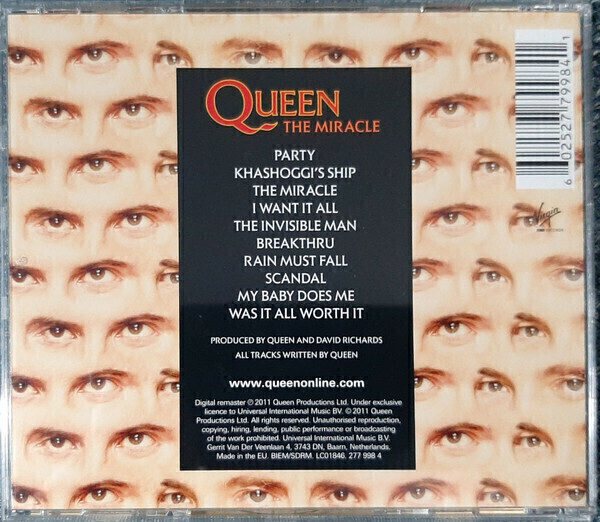 QUEEN
THE MIRACLE
PARTY
KHASHOGGI'S SHIP
THE MIRACLE
I WANT IT ALL
THE INVISIBLE MAN
BREAKTHRU
RAIN MUST FALL
SCANDAL
MY BABY DOES ME
WAS IT ALL WORTH IT
PRODUCED BY QUEEN AND DAVID RICHARDS
ALL TRACKS WRITTEN BY QUEEN
www.queenonline.com
Digital remaster ℗ 2011 Queen Productions Ltd. Under exclusive
licence to Universal International Music BV. © 2011 Queen
Productions Ltd. All rights reserved. Unauthorised reproduction,
copying, hiring, lending, public performance or broadcasting
of the work prohibited. Universal International Music B.V.
Gerrit Van Der Veenlaan 4, 3743 DN, Baarn, Netherlands.
Made in the EU. BIEM/SDRM. LC01846. 277 998 4
6 02527 79984 1
Virgin